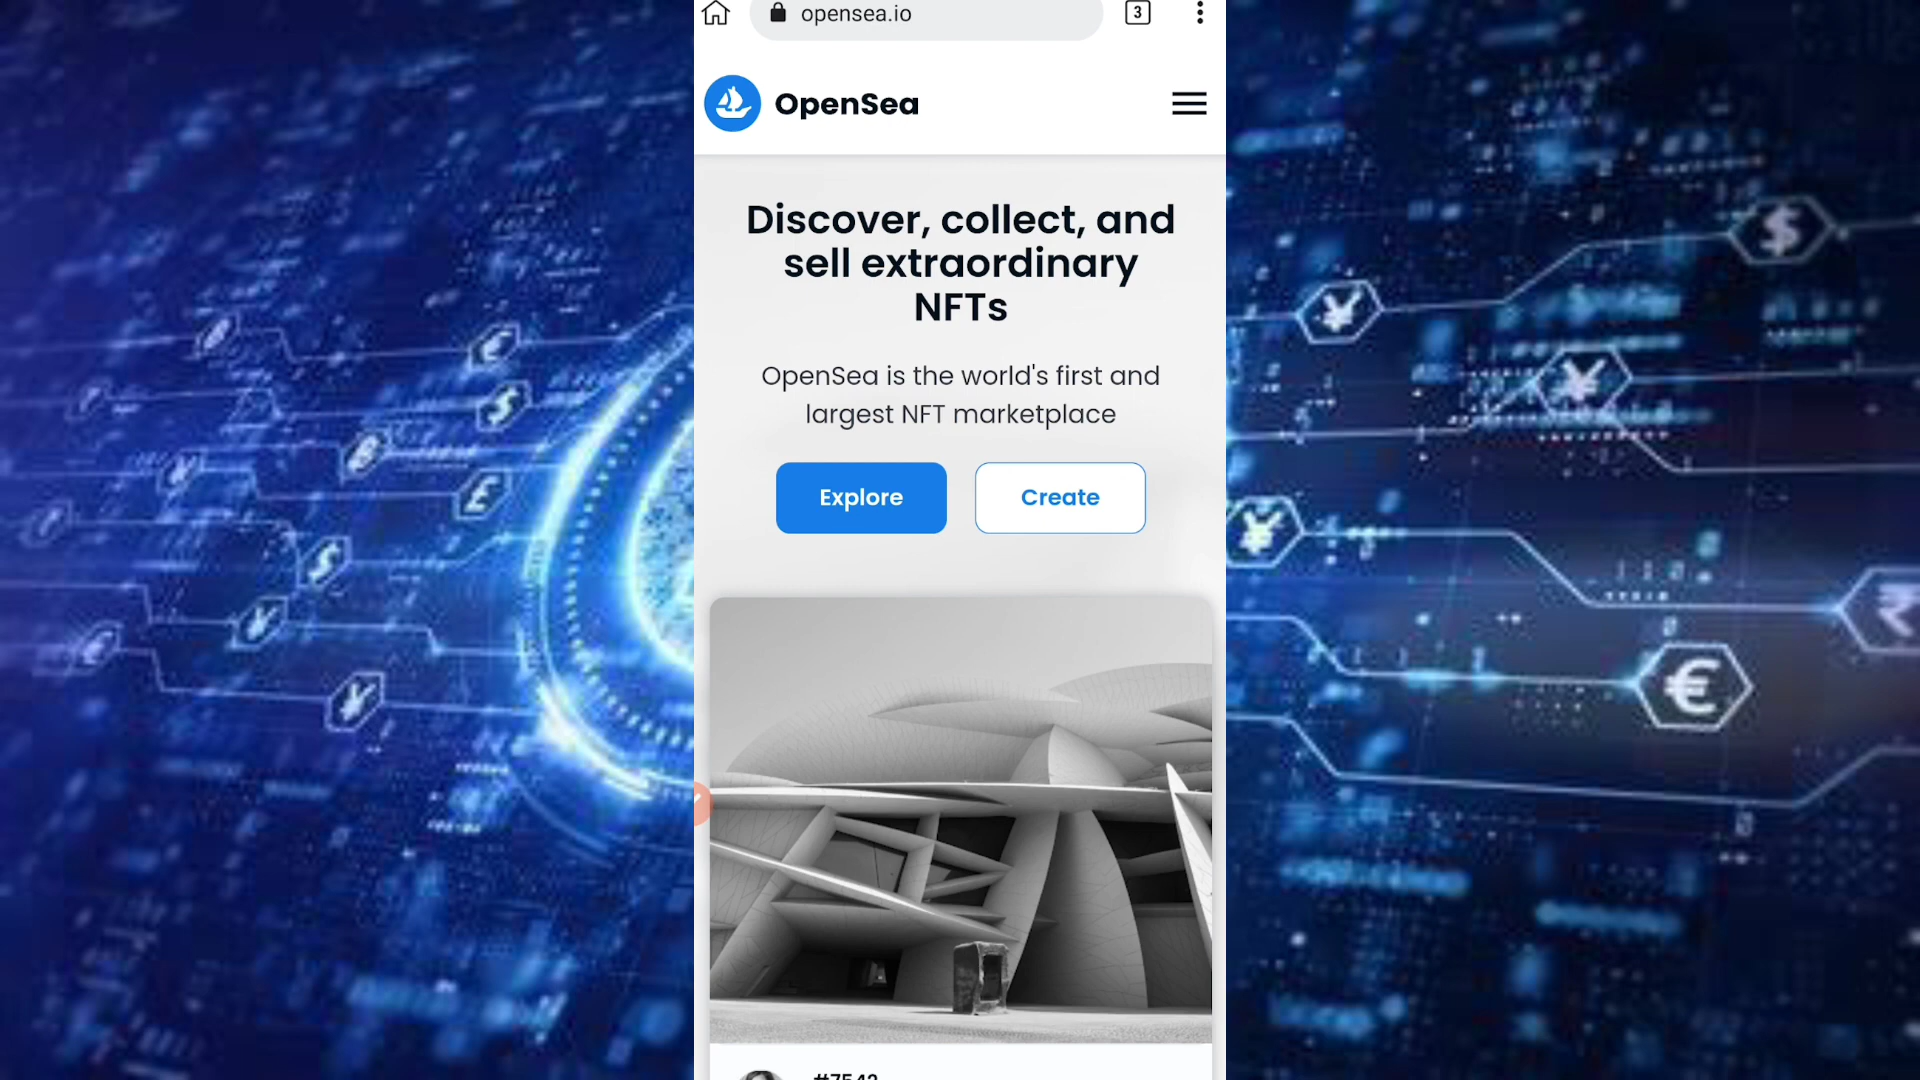 opensea.io
3
OpenSea
Discover, collect, and
sell extraordinary
NFTs
OpenSea is the world's first and
largest NFT marketplace
Explore
Create
#7542